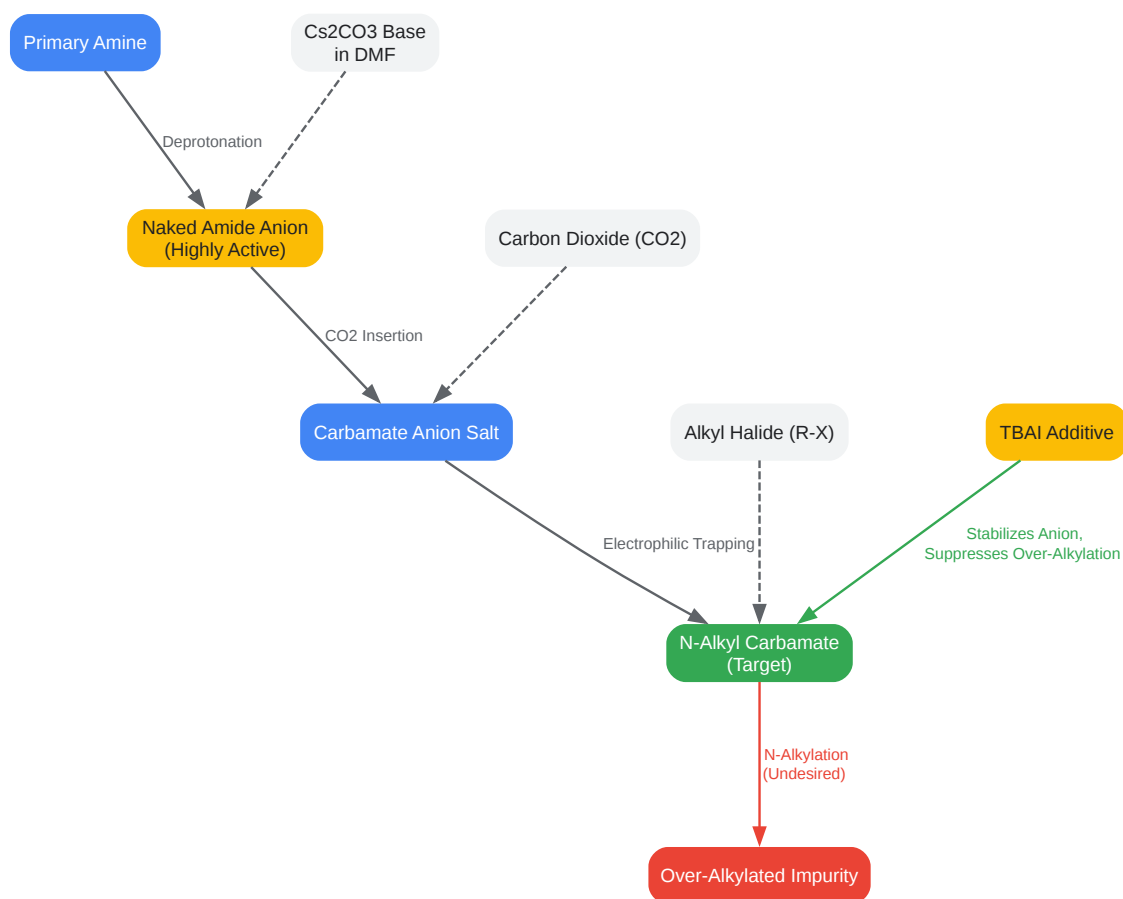 Primary Amine
Cs2CO3 Base
in DMF
Deprotonation
Naked Amide Anion
(Highly Active)
Carbon Dioxide (CO2)
CO2 Insertion
Carbamate Anion Salt
Alkyl Halide (R-X)
TBAI Additive
Electrophilic Trapping
Stabilizes Anion,
Suppresses Over-Alkylation
N-Alkyl Carbamate
(Target)
N-Alkylation
(Undesired)
Over-Alkylated Impurity